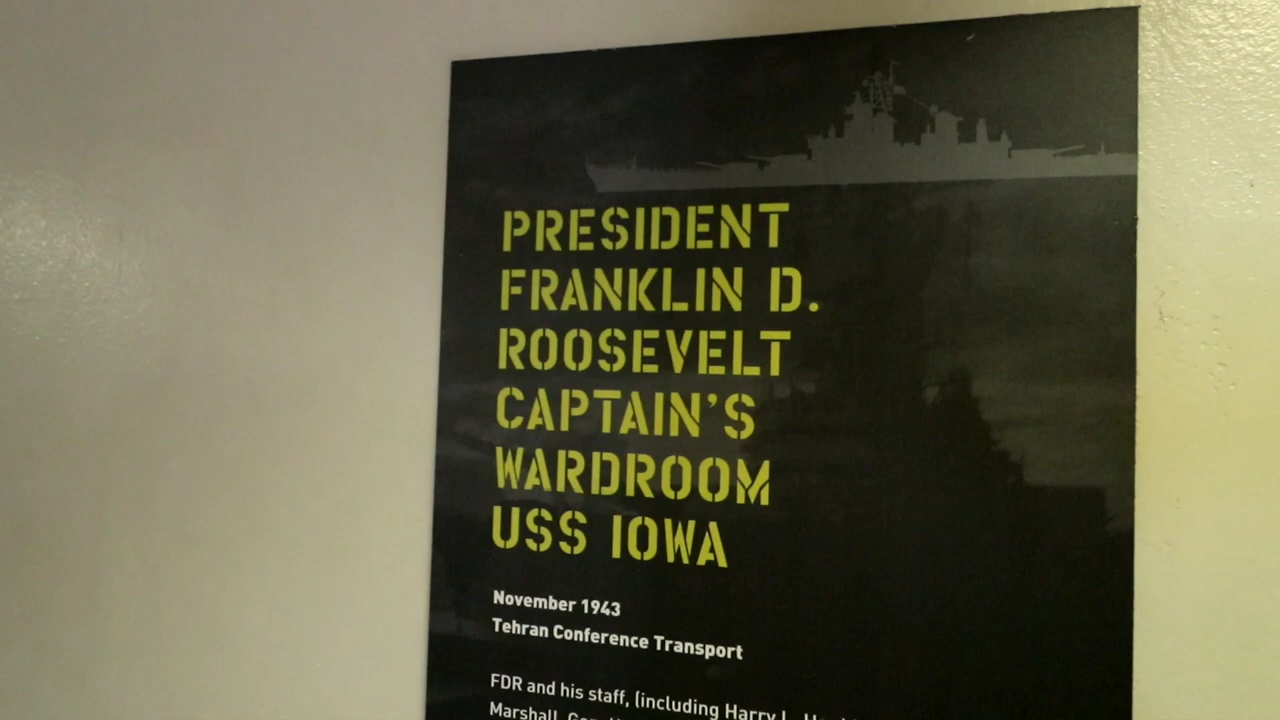 PRESIDENT
FRANKLIN D.
ROOSEVELT
CAPTAIN'S
WARDROOM
USS IOWA
November 1943
Tehran Conference Transport
FDR and his staff, (including Harry L.
Marshall,